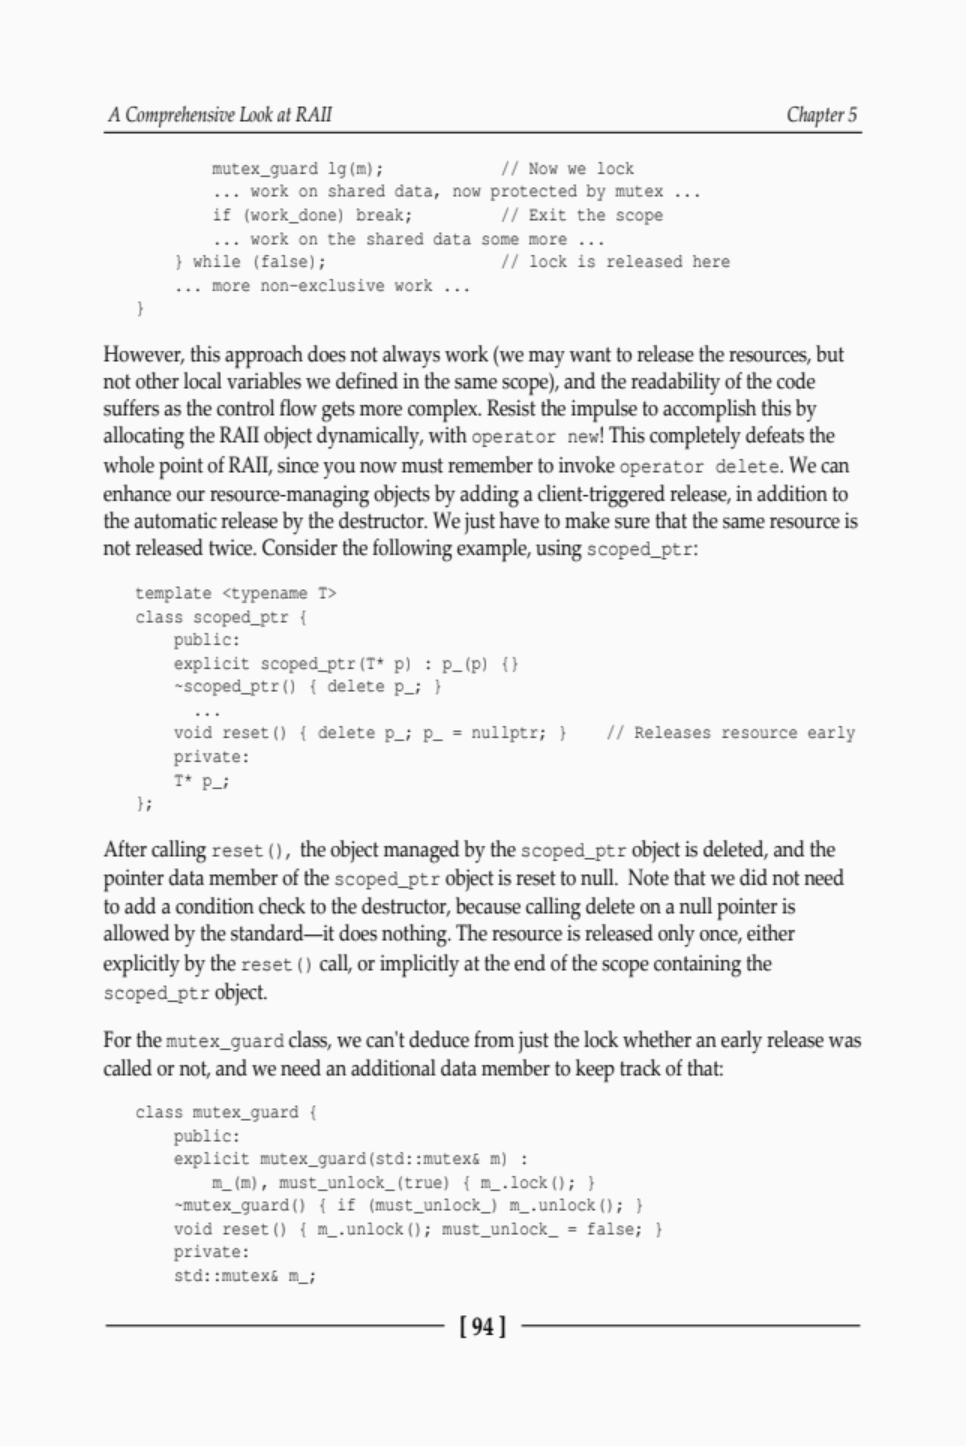 A Comprehensive Look at RAII Chapter 5
mutex_guard lg(m); // Now we lock
... work on shared data, now protected by mutex ...
if (work_done) break; // Exit the scope
... work on the shared data some more ...
} while (false); // lock is released here
... more non-exclusive work ...
}
However, this approach does not always work (we may want to release the resources, but
not other local variables we defined in the same scope), and the readability of the code
suffers as the control flow gets more complex. Resist the impulse to accomplish this by
allocating the RAII object dynamically, with operator new! This completely defeats the
whole point of RAII, since you now must remember to invoke operator delete. We can
enhance our resource-managing objects by adding a client-triggered release, in addition to
the automatic release by the destructor. We just have to make sure that the same resource is
not released twice. Consider the following example, using scoped_ptr:
template <typename T>
class scoped_ptr {
public:
explicit scoped_ptr(T* p) : p_(p) {}
~scoped_ptr() { delete p_; }
...
void reset() { delete p_; p_ = nullptr; } // Releases resource early
private:
T* p_;
};
After calling reset(), the object managed by the scoped_ptr object is deleted, and the
pointer data member of the scoped_ptr object is reset to null. Note that we did not need
to add a condition check to the destructor, because calling delete on a null pointer is
allowed by the standard—it does nothing. The resource is released only once, either
explicitly by the reset() call, or implicitly at the end of the scope containing the
scoped_ptr object.
For the mutex_guard class, we can't deduce from just the lock whether an early release was
called or not, and we need an additional data member to keep track of that:
class mutex_guard {
public:
explicit mutex_guard(std::mutex& m) :
m_(m), must_unlock_(true) { m_.lock(); }
~mutex_guard() { if (must_unlock_) m_.unlock(); }
void reset() { m_.unlock(); must_unlock_ = false; }
private:
std::mutex& m_;
[ 94 ]